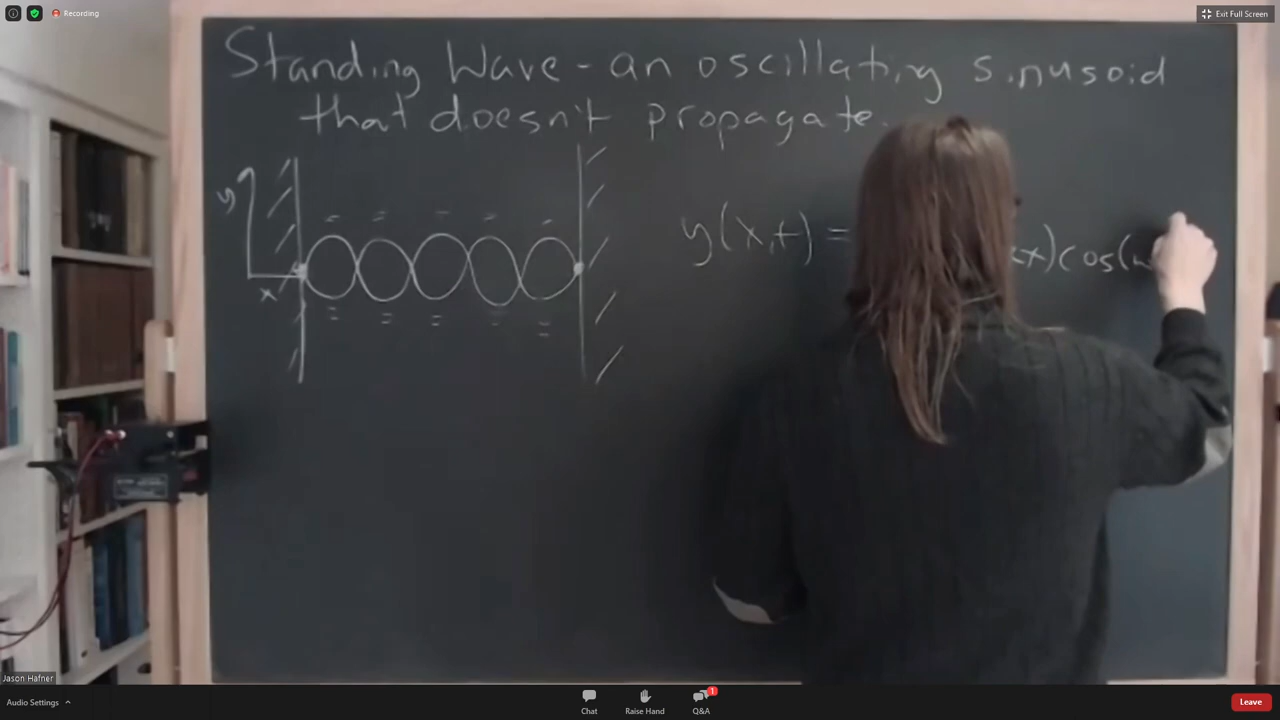 Recording
Exit Full Screen
Standing Wave - an oscillating sinusoid
that doesn't propagate.
y
x
y(x,t) =
x)cos(
Jason Hafner
Audio Settings
Chat
Raise Hand
Q&A
1
Leave